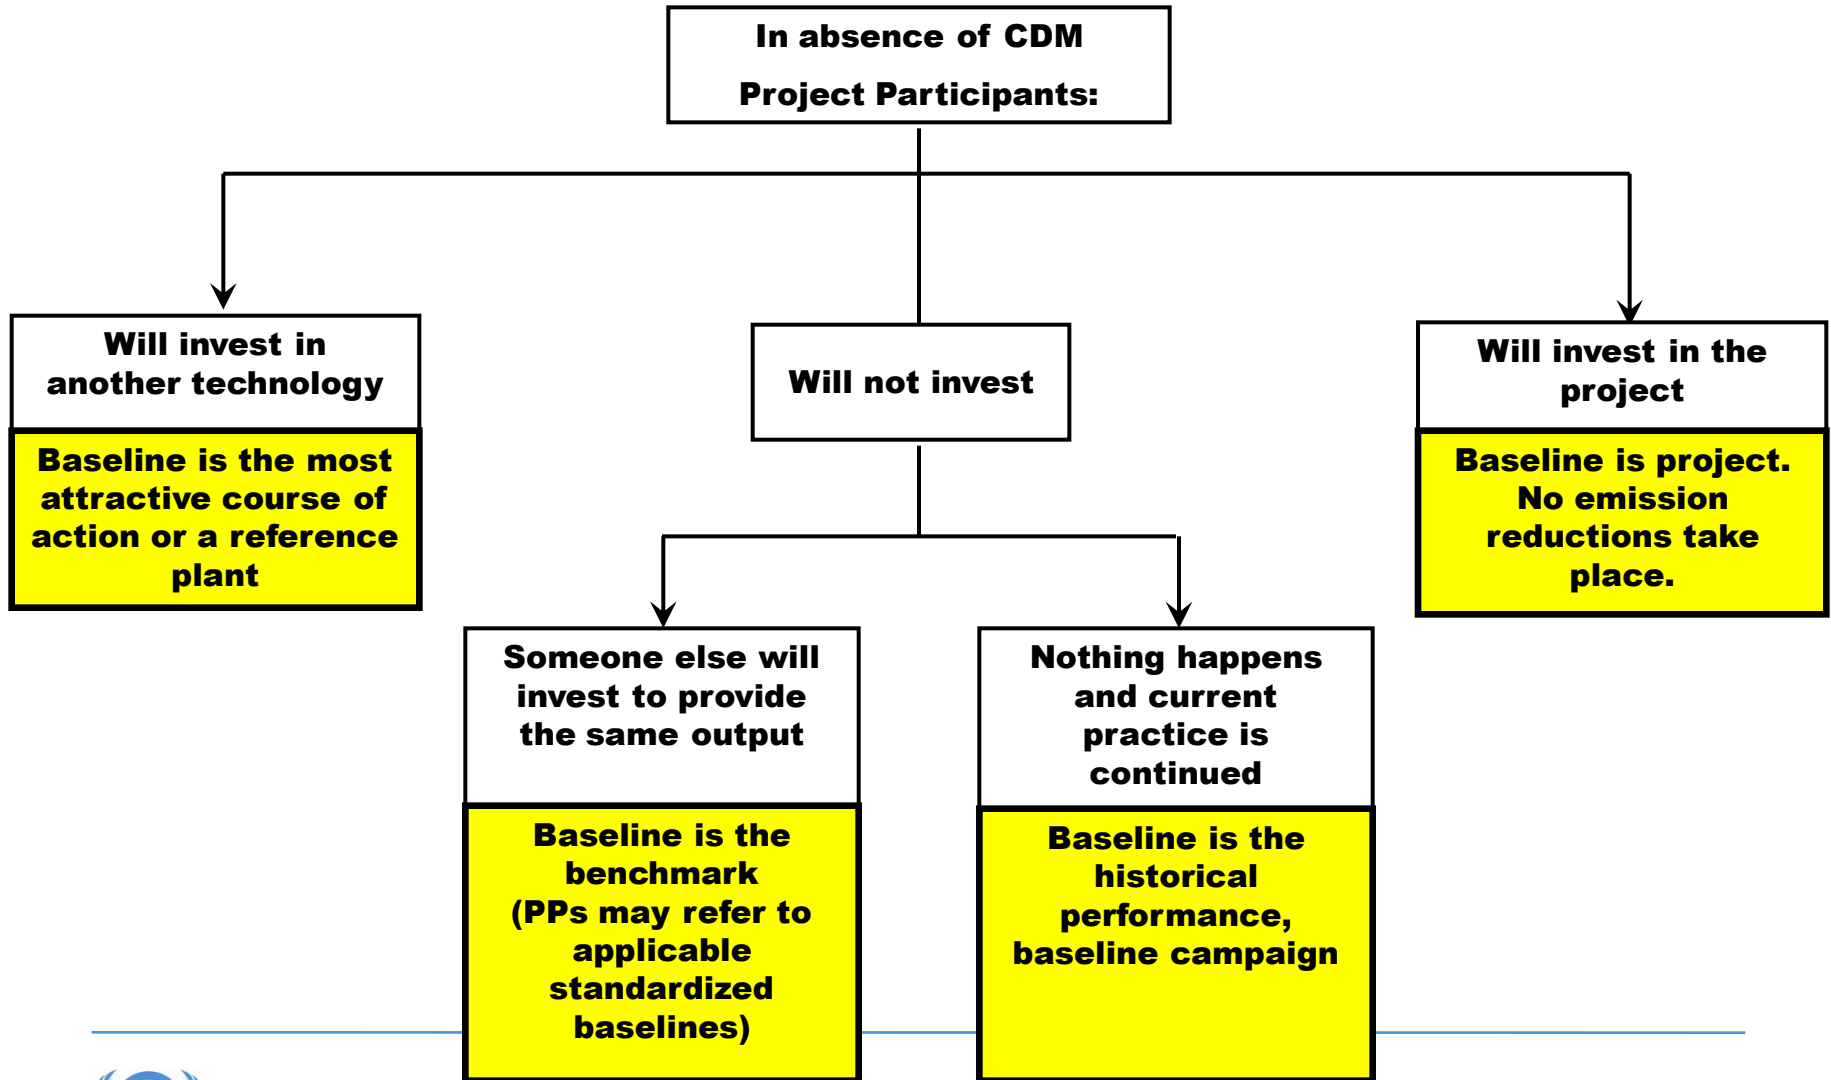 In absence of CDM
Project Participants:
Will invest in
another technology
Baseline is the most
attractive course of
action or a reference
plant
Will not invest
Will invest in the
project
Baseline is project.
No emission
reductions take
place.
Someone else will
invest to provide
the same output
Baseline is the
benchmark
(PPs may refer to
applicable
standardized
baselines)
Nothing happens
and current
practice is
continued
Baseline is the
historical
performance,
baseline campaign